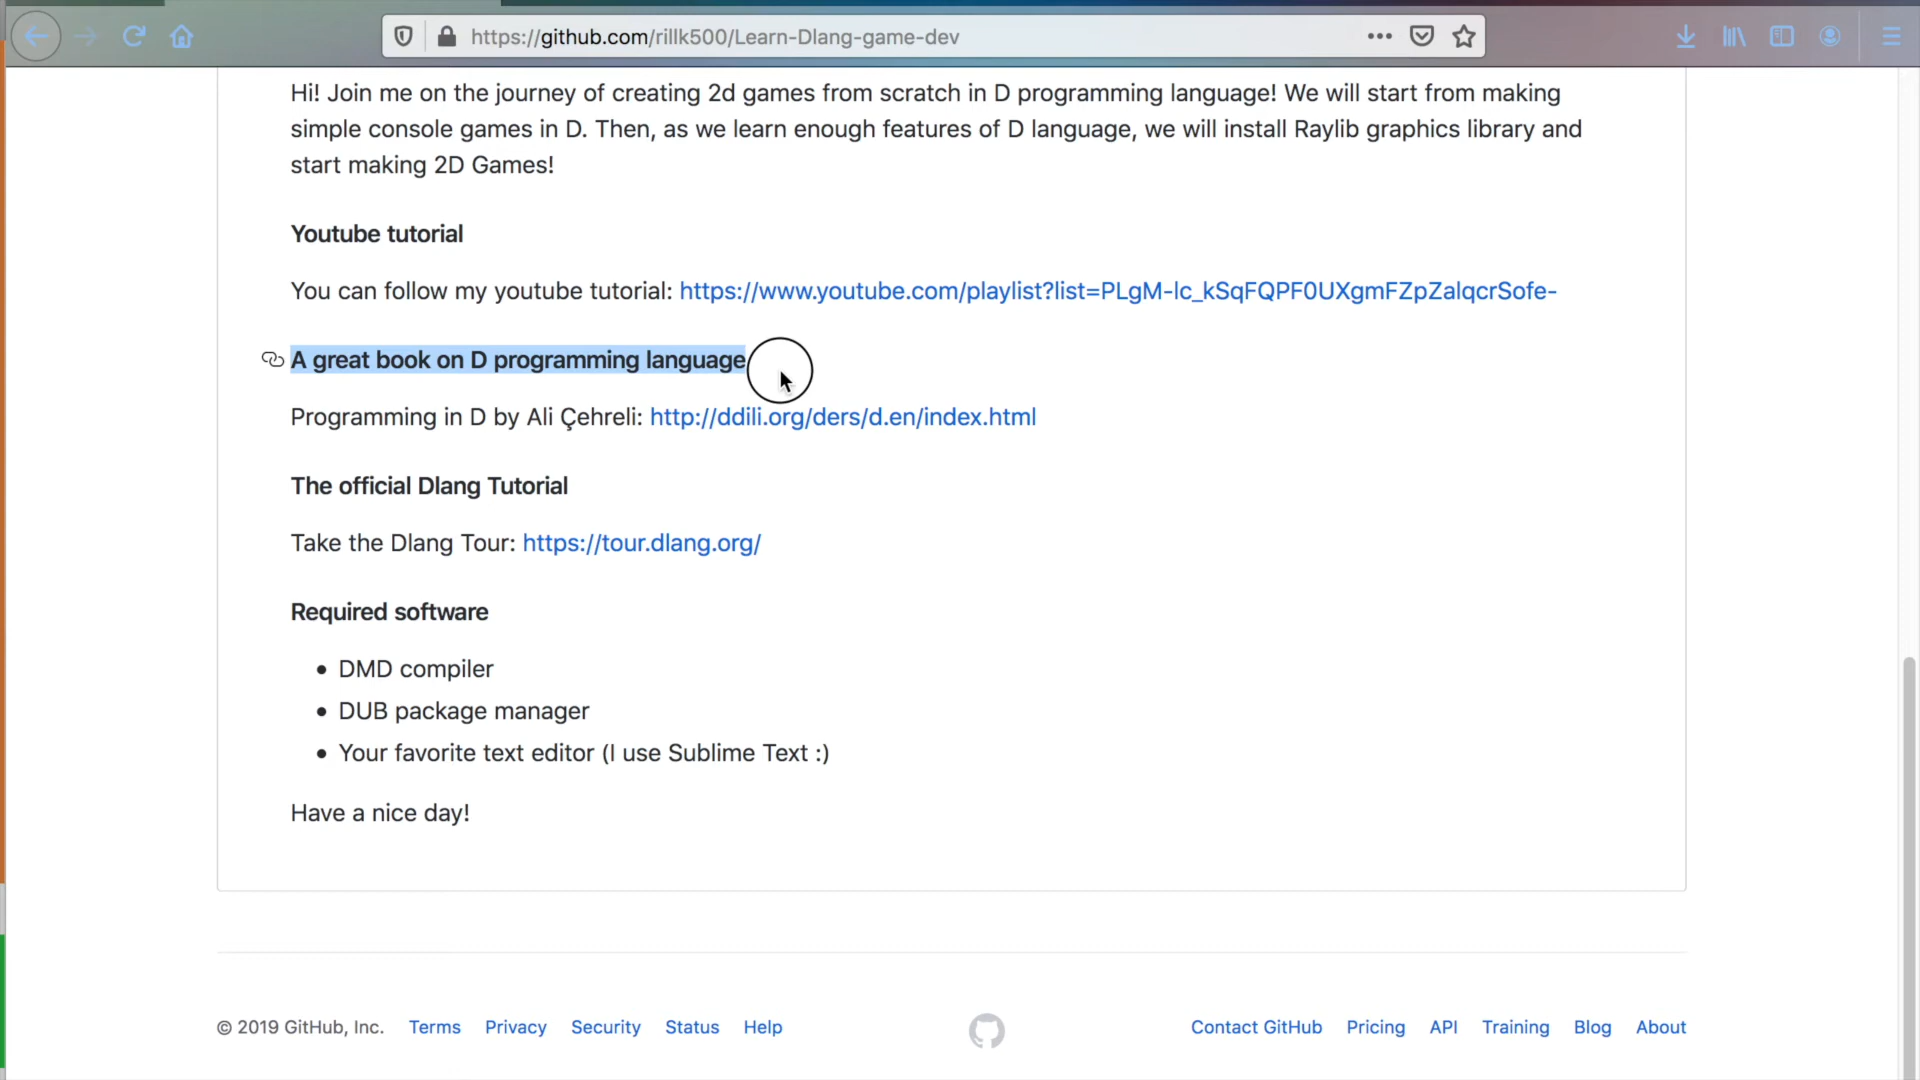 https://github.com/rillk500/Learn-Dlang-game-dev
Hi! Join me on the journey of creating 2d games from scratch in D programming language! We will start from making
simple console games in D. Then, as we learn enough features of D language, we will install Raylib graphics library and
start making 2D Games!
Youtube tutorial
You can follow my youtube tutorial: https://www.youtube.com/playlist?list=PLgM-lc_kSqFQPF0UXgmFZpZalqcrSofe-
A great book on D programming language
Programming in D by Ali Çehreli: http://ddili.org/ders/d.en/index.html
The official Dlang Tutorial
Take the Dlang Tour: https://tour.dlang.org/
Required software
• DMD compiler
• DUB package manager
• Your favorite text editor (I use Sublime Text :)
Have a nice day!
© 2019 GitHub, Inc. Terms Privacy Security Status Help Contact GitHub Pricing API Training Blog About